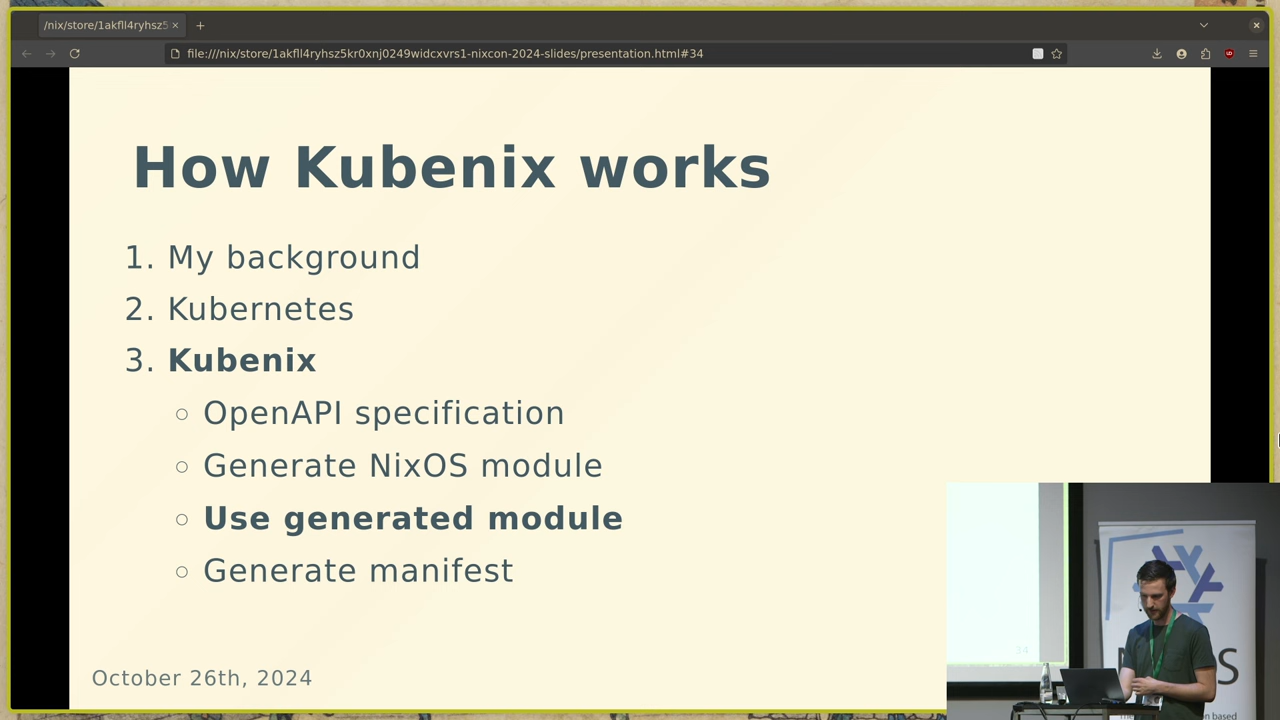 /nix/store/1akfll4ryhsz5
file:///nix/store/1akfll4ryhsz5kr0xnj0249widcxvrs1-nixcon-2024-slides/presentation.html#34
How Kubenix works
1. My background
2. Kubernetes
3. Kubenix
○ OpenAPI specification
○ Generate NixOS module
○ Use generated module
○ Generate manifest
October 26th, 2024
34